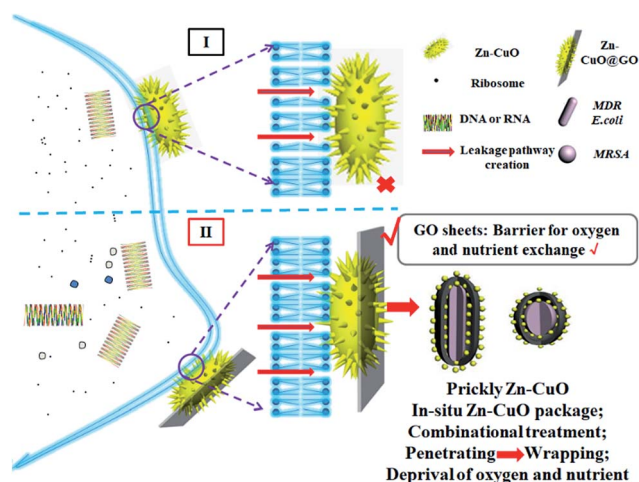 I
Zn-CuO
Zn-
CuO@GO
Ribosome
DNA or RNA
MDR
E.coli
Leakage pathway
creation
MRSA
II
GO sheets: Barrier for oxygen
and nutrient exchange √
Prickly Zn-CuO
In-situ Zn-CuO package;
Combinational treatment;
Penetrating Wrapping;
Deprival of oxygen and nutrient